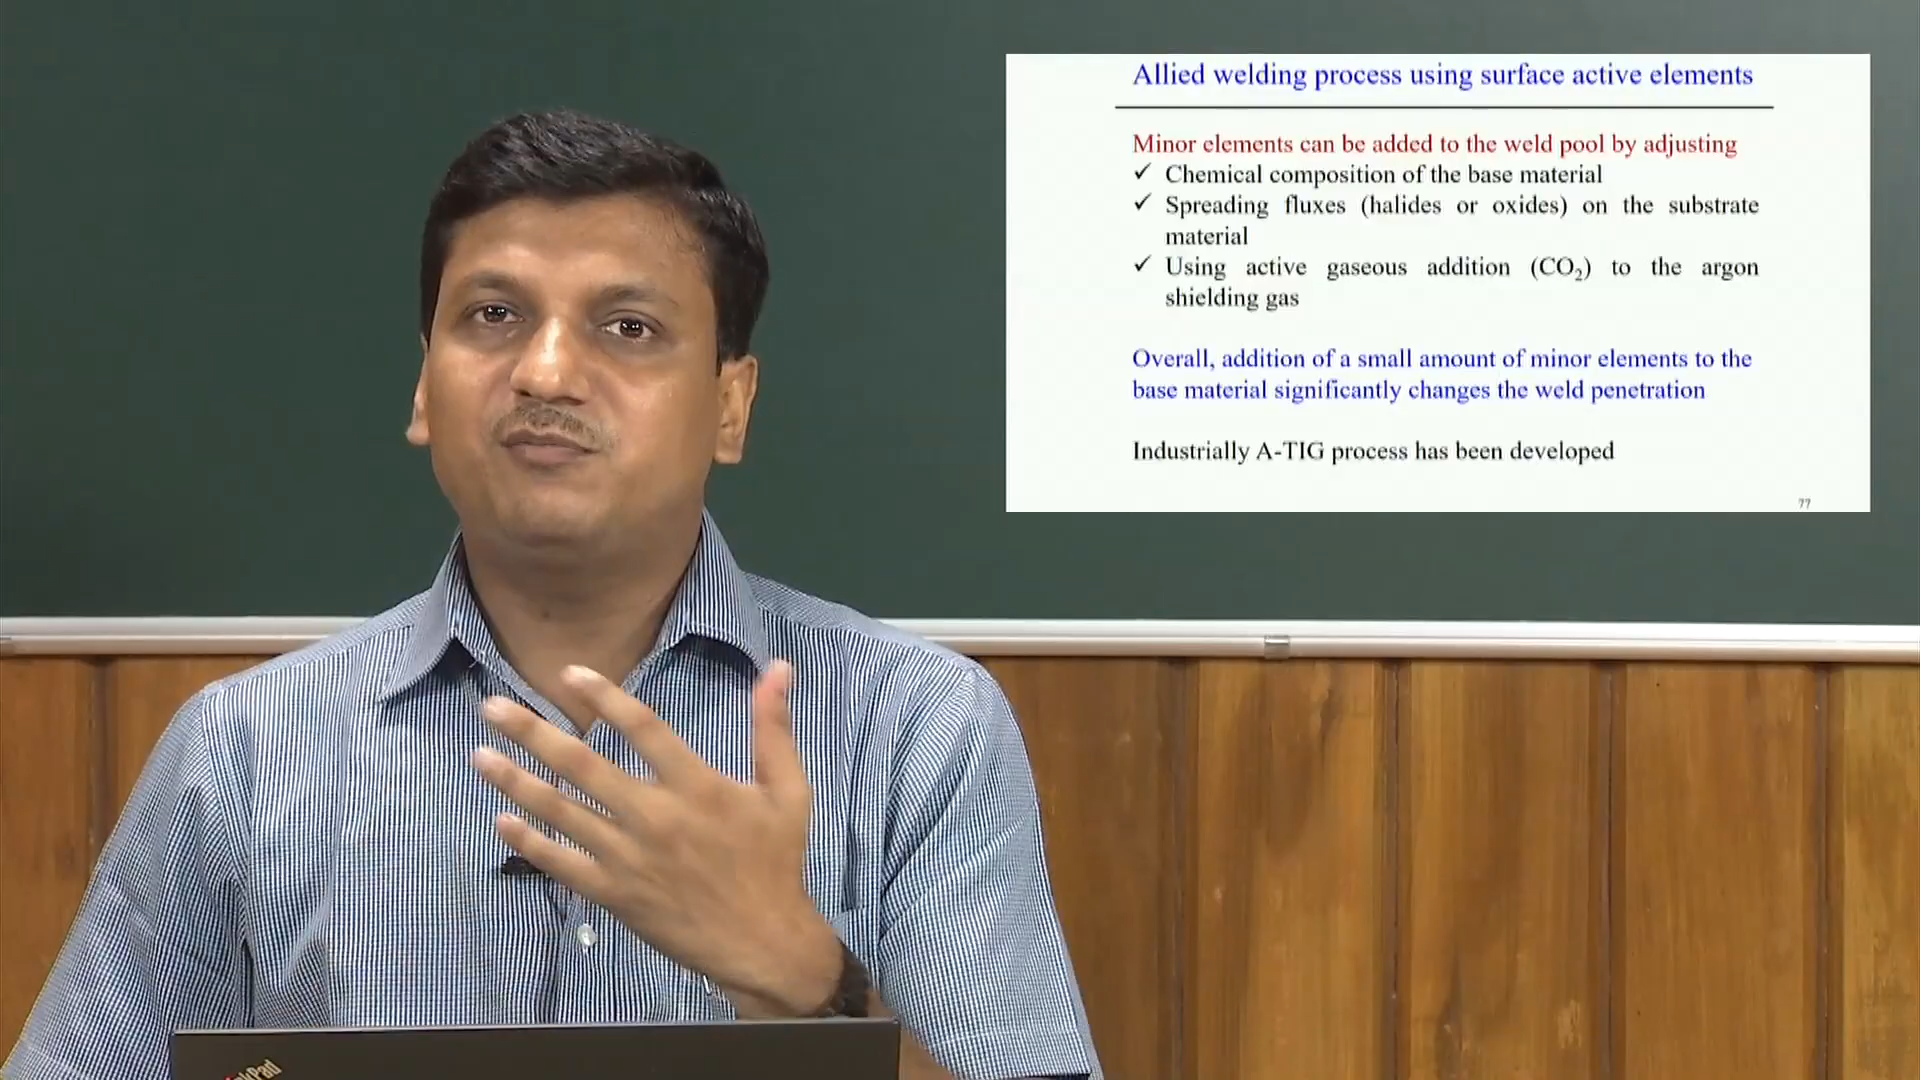 Allied welding process using surface active elements
Minor elements can be added to the weld pool by adjusting
✓ Chemical composition of the base material
✓ Spreading fluxes (halides or oxides) on the substrate
material
✓ Using active gaseous addition (CO₂) to the argon
shielding gas
Overall, addition of a small amount of minor elements to the
base material significantly changes the weld penetration
Industrially A-TIG process has been developed
77